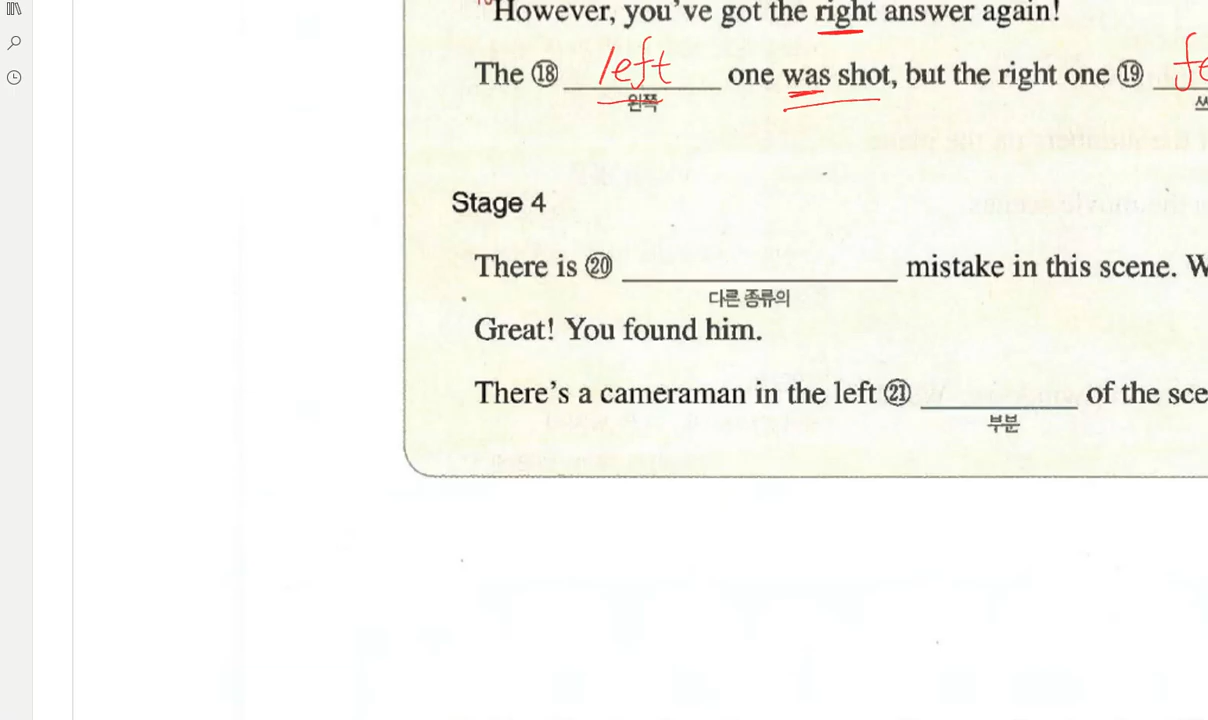 However, you've got the right answer again!
The ⑱ left one was shot, but the right one ⑲
왼쪽
Stage 4
There is ⑳ mistake in this scene.
다른 종류의
Great! You found him.
There's a cameraman in the left ㉑ of the
부분